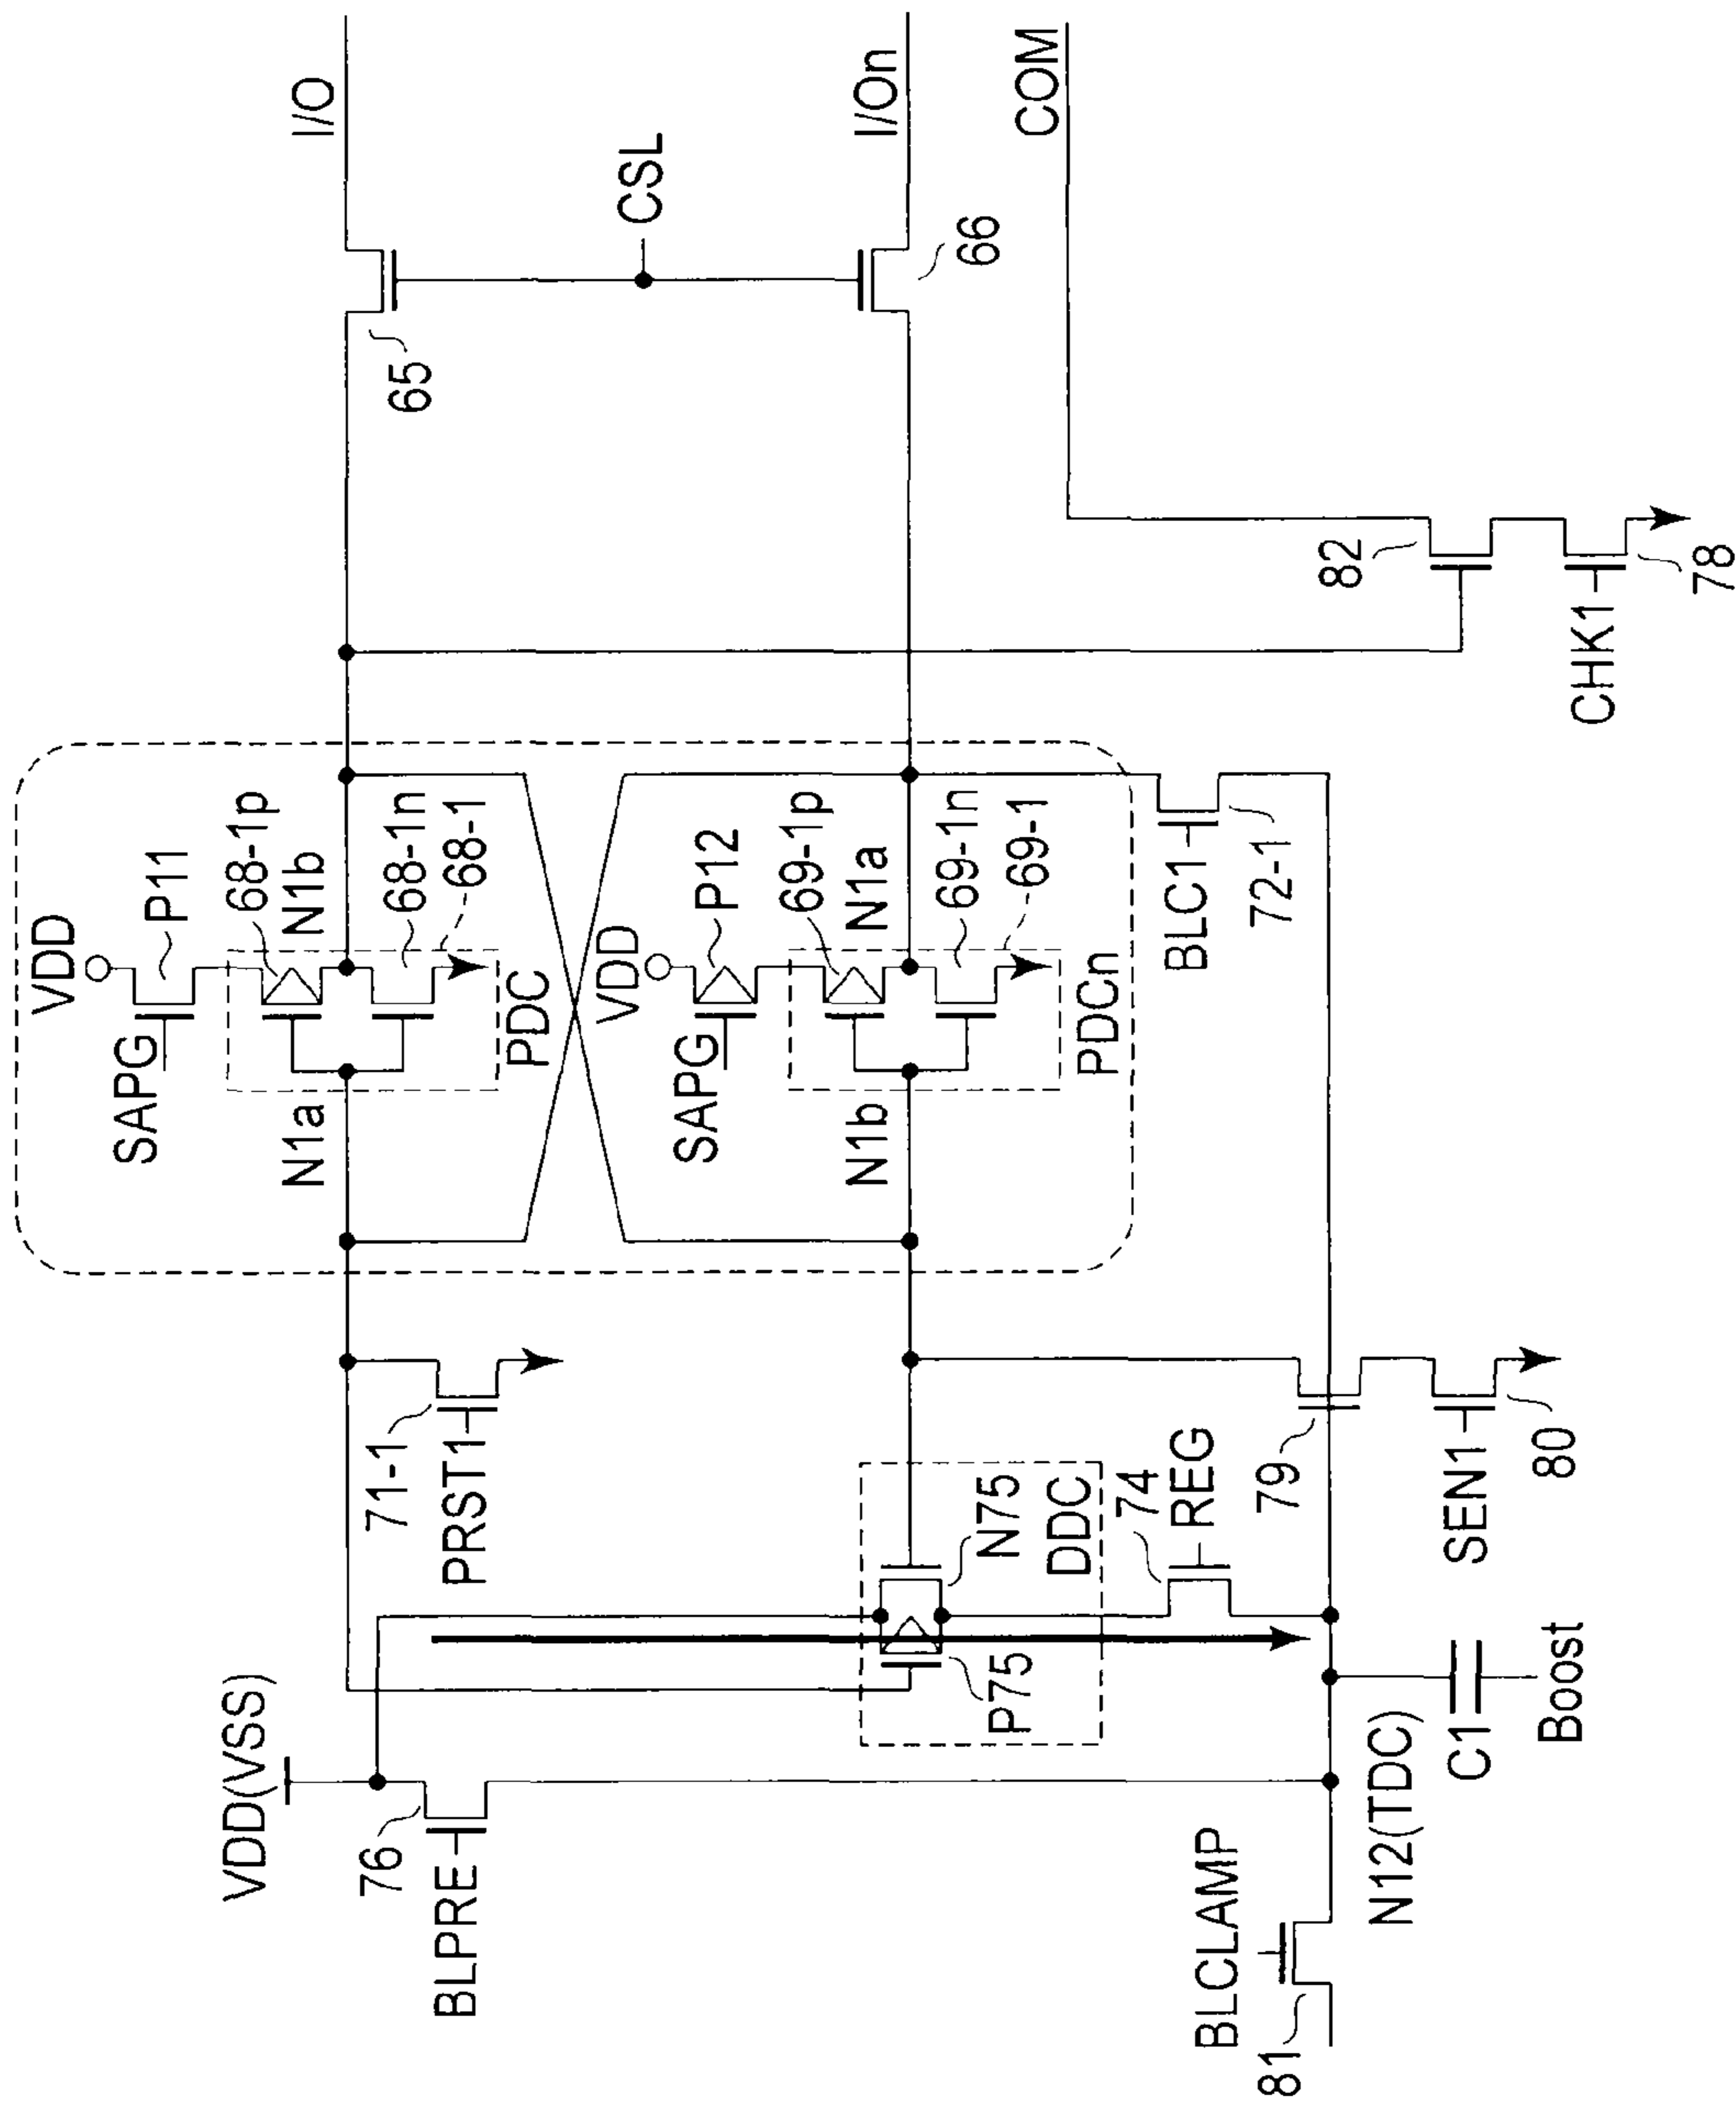 I/O
I/On
COM
CSL
65
66
82
CHK1
78
VDD
P11
SAPG
68-1p
N1b
68-1n
68-1
N1a
PDC
VDD
P12
SAPG
69-1p
N1a
69-1n
69-1
N1b
PDCn
BLC1
72-1
71-1
PRST1
N75
DDC
P75
74
REG
79
SEN1
80
VDD(VSS)
76
BLPRE
N12(TDC)
C1
Boost
BLCLAMP
81